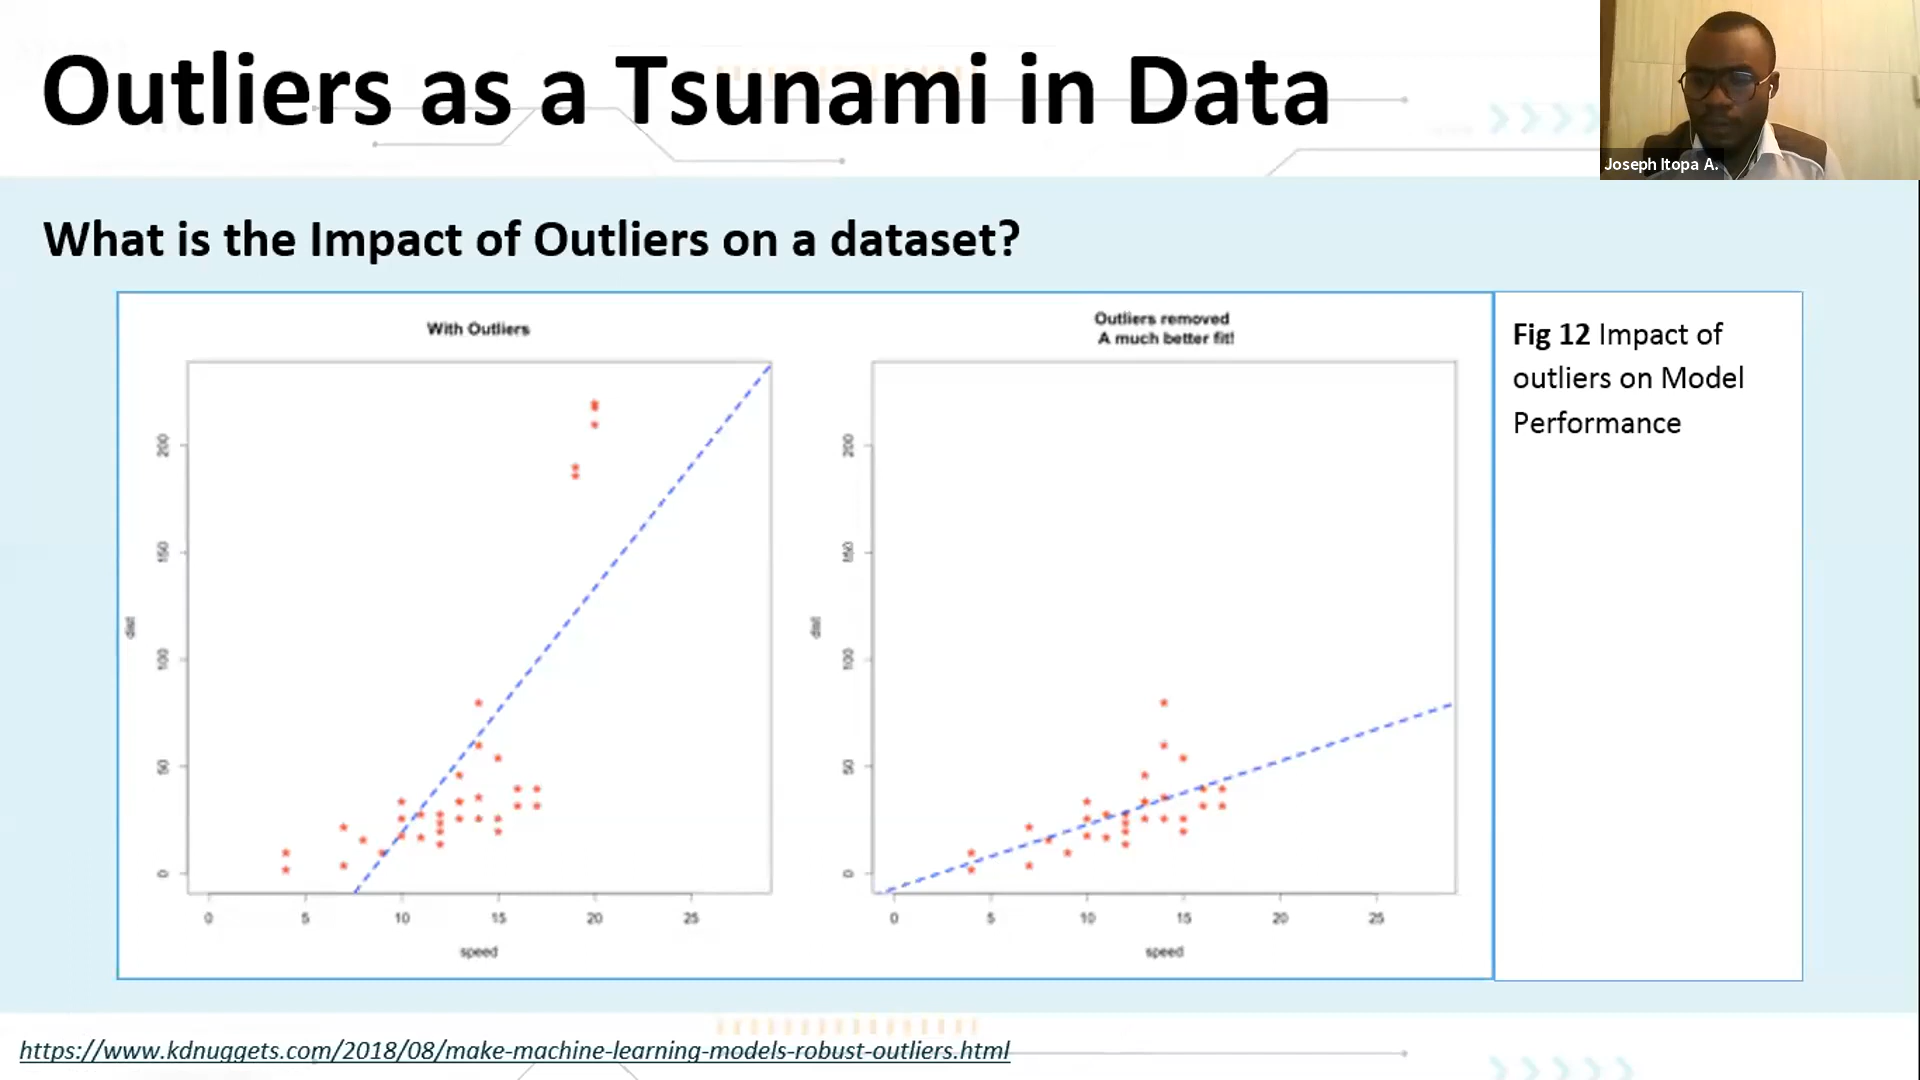 Outliers as a Tsunami in Data
Joseph Itopa A.
What is the Impact of Outliers on a dataset?
With Outliers
dist
0
50
100
150
200
0 5 10 15 20 25
speed
Outliers removed
A much better fit!
dist
0
50
100
150
200
0 5 10 15 20 25
speed
Fig 12 Impact of
outliers on Model
Performance
https://www.kdnuggets.com/2018/08/make-machine-learning-models-robust-outliers.html